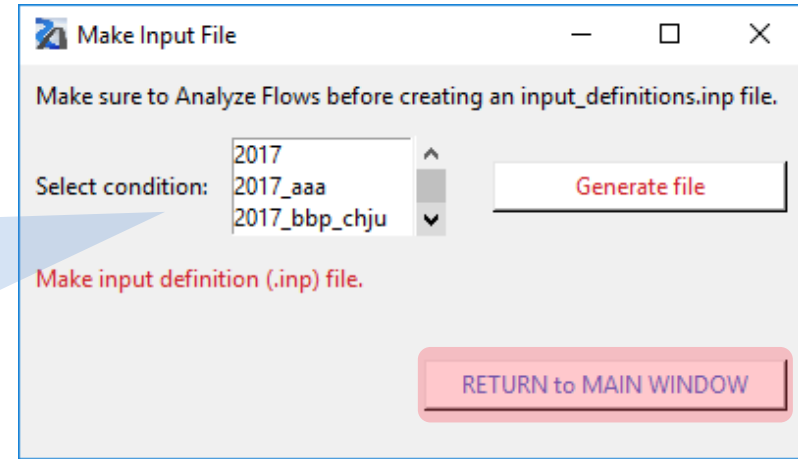 Make Input File
Make sure to Analyze Flows before creating an input_definitions.inp file.
2017
Select condition: 2017_aaa Generate file
2017_bbp_chju
Make input definition (.inp) file.
RETURN to MAIN WINDOW